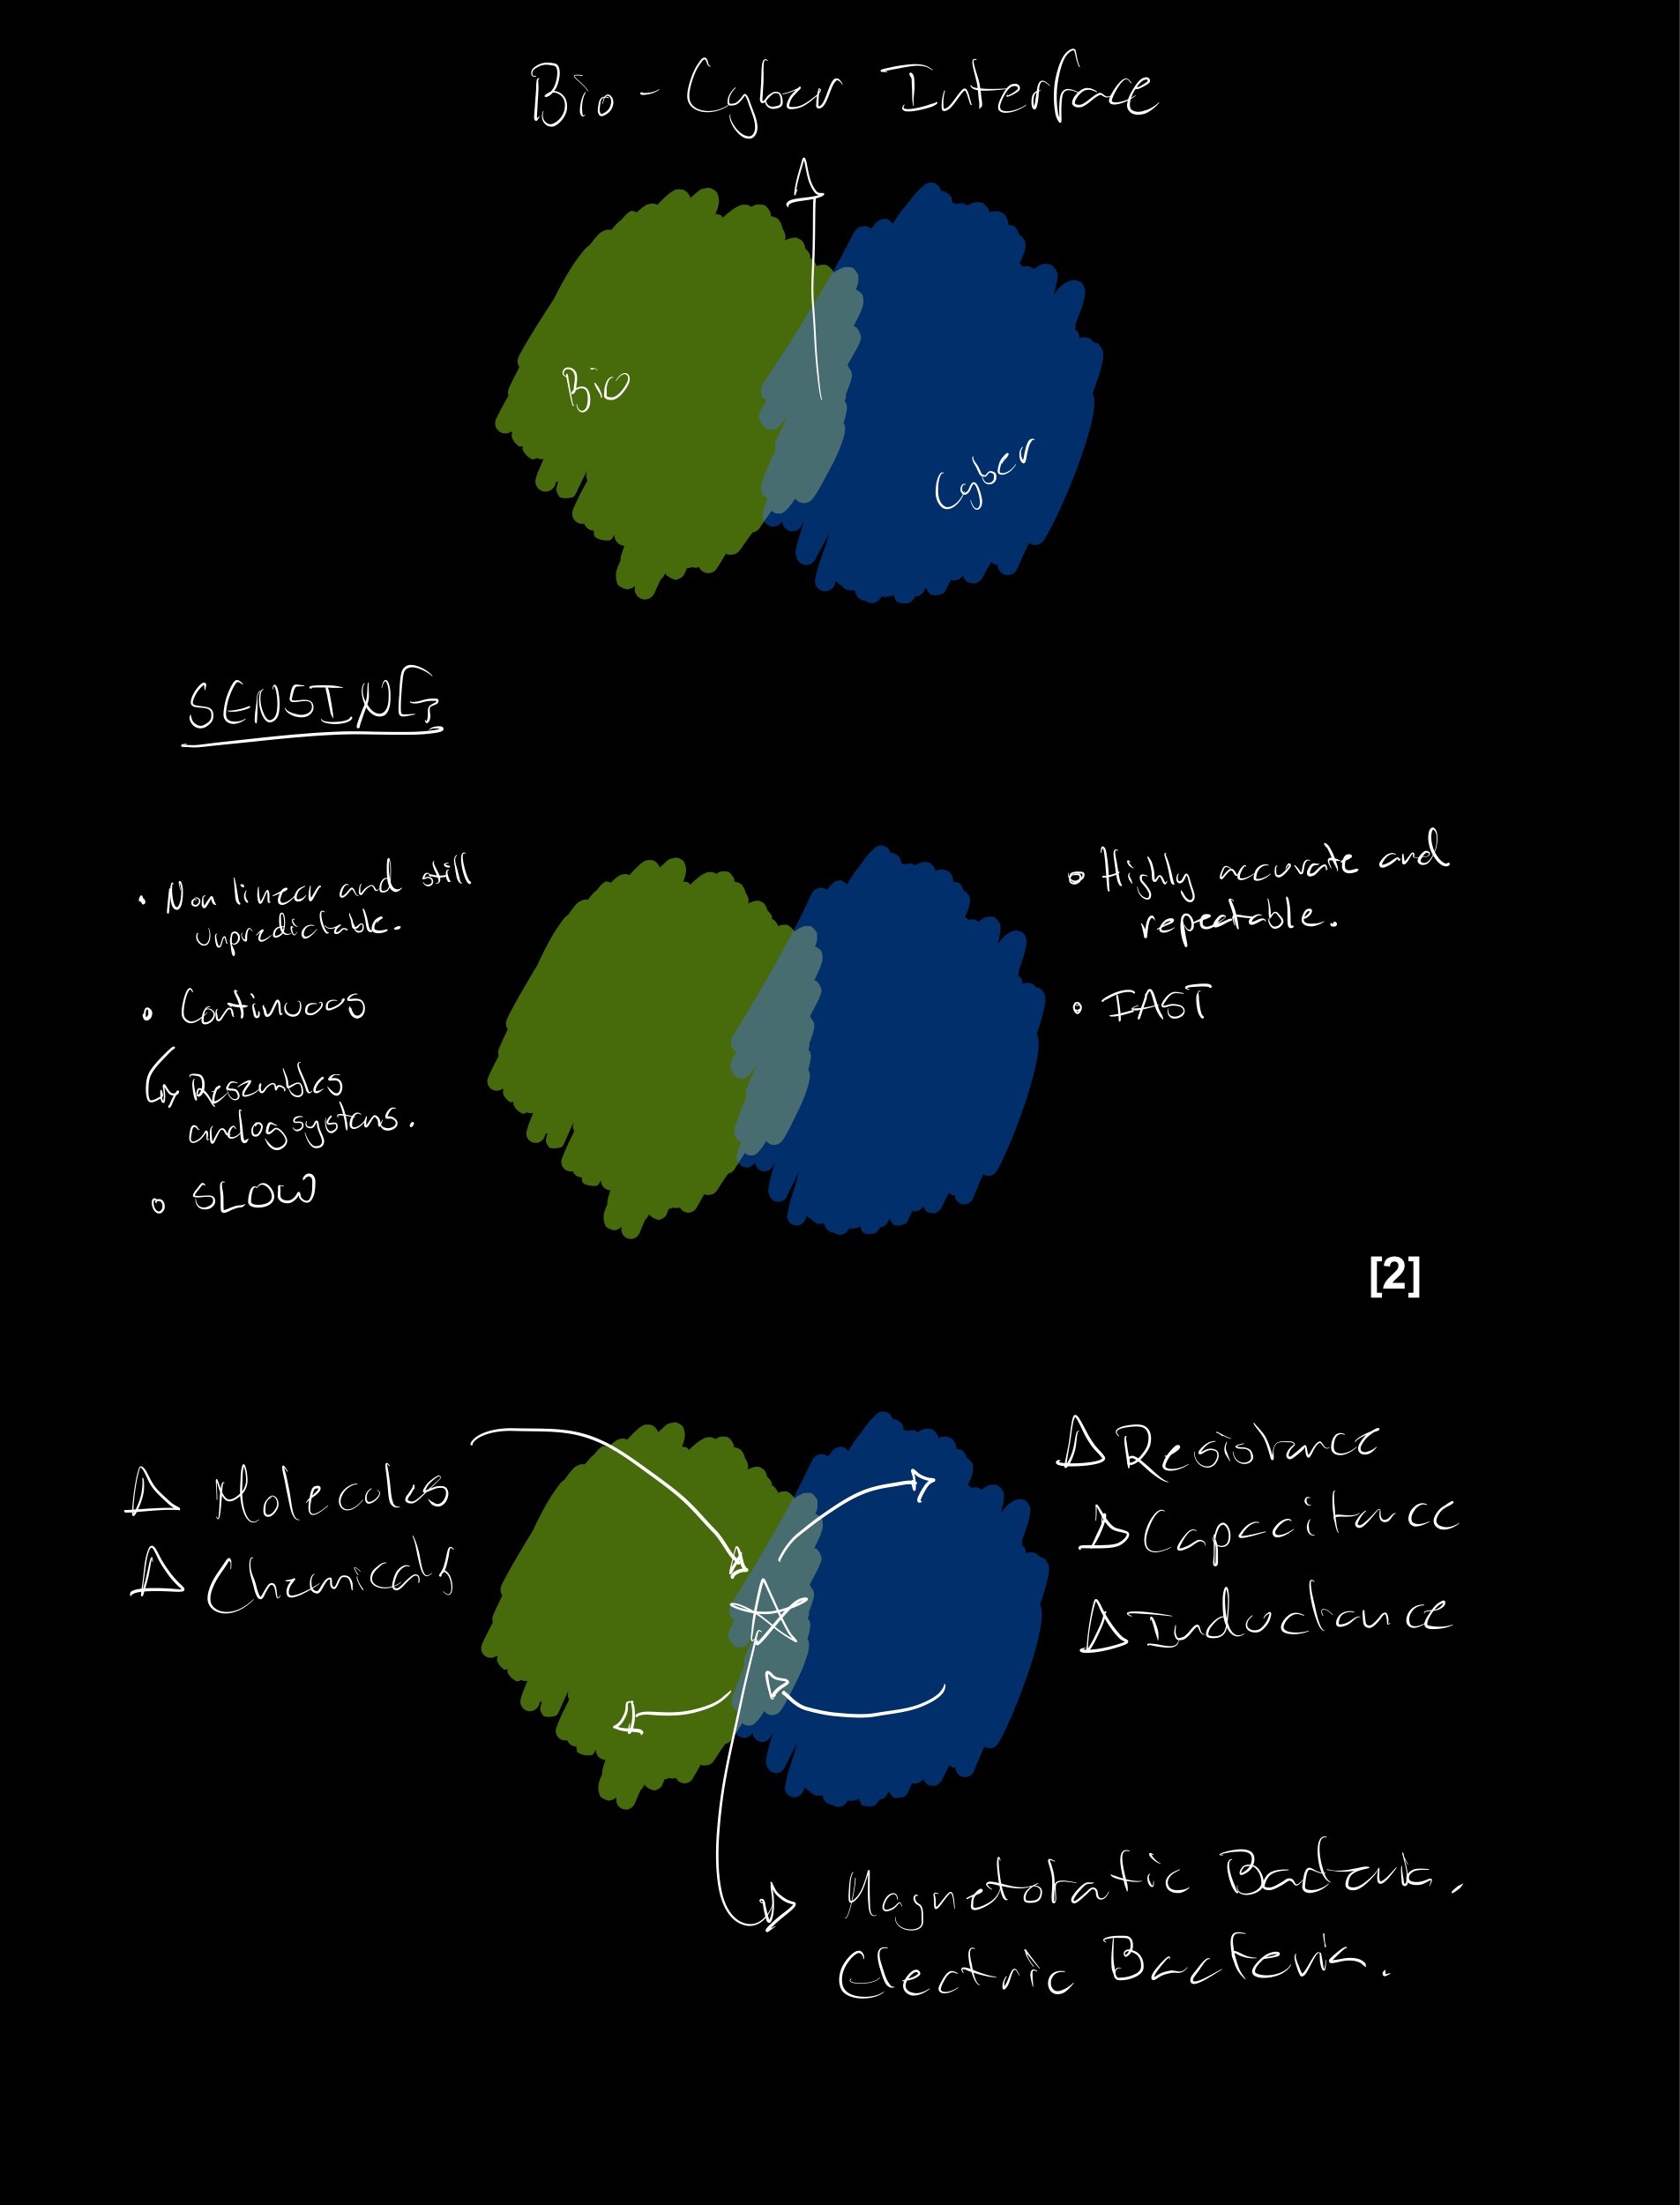 Bio - Cyber Interface
Bio
Cyber
SENSING
• Non linear and still
unpredictable.
• Continuous
↳ Resembles
analog systems.
• SLOW
• Highly accurate and
repeatable.
• FAST
[2]
Δ Molecules
Δ Chemicals
Δ Resistance
Δ Capacitance
Δ Inductance
Magnetotatic Bacteria.
Electric Bacteria.